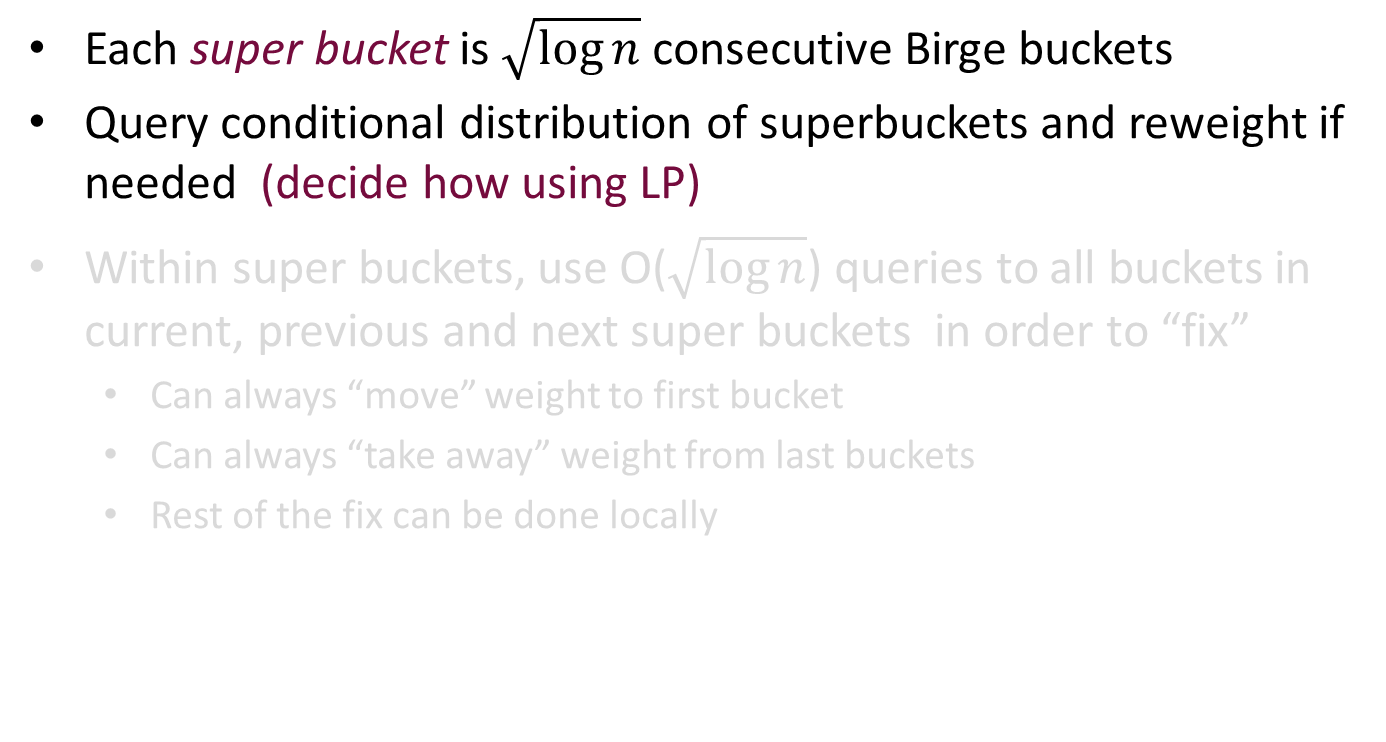 • Each super bucket is √log n consecutive Birge buckets
• Query conditional distribution of superbuckets and reweight if
needed (decide how using LP)
• Within super buckets, use O(√log n) queries to all buckets in
current, previous and next super buckets in order to “fix”
• Can always “move” weight to first bucket
• Can always “take away” weight from last buckets
• Rest of the fix can be done locally